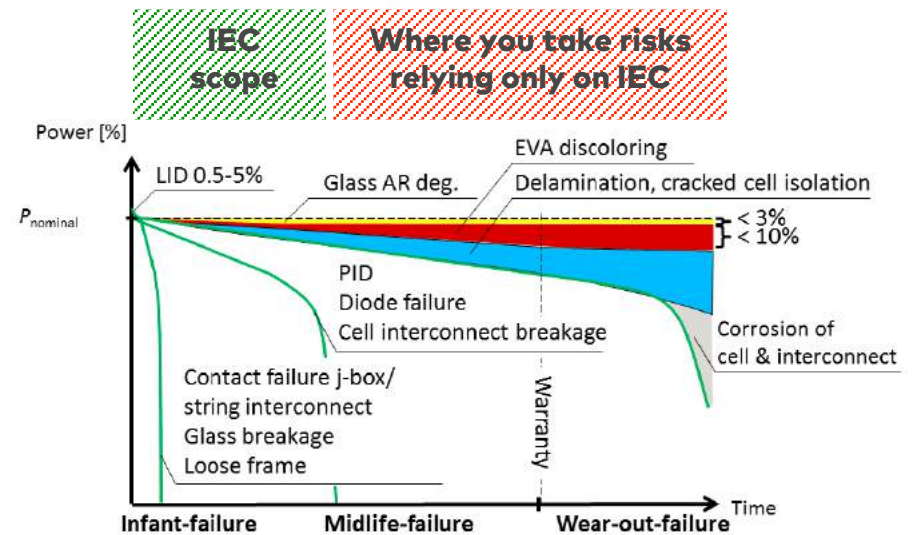 IEC
scope
Where you take risks
relying only on IEC
Power [%]
LID 0.5-5%
Glass AR deg.
EVA discoloring
Delamination, cracked cell isolation
Pnominal
< 3%
< 10%
PID
Diode failure
Cell interconnect breakage
Corrosion of
cell & interconnect
Contact failure j-box/
string interconnect
Glass breakage
Loose frame
Warranty
Time
Infant-failure
Midlife-failure
Wear-out-failure